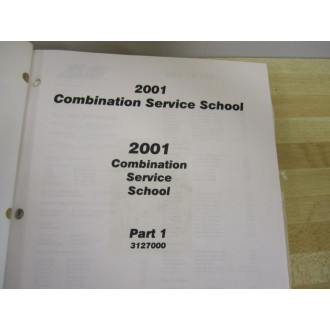 2001
Combination Service School
2001
Combination
Service
School
Part 1
3127000